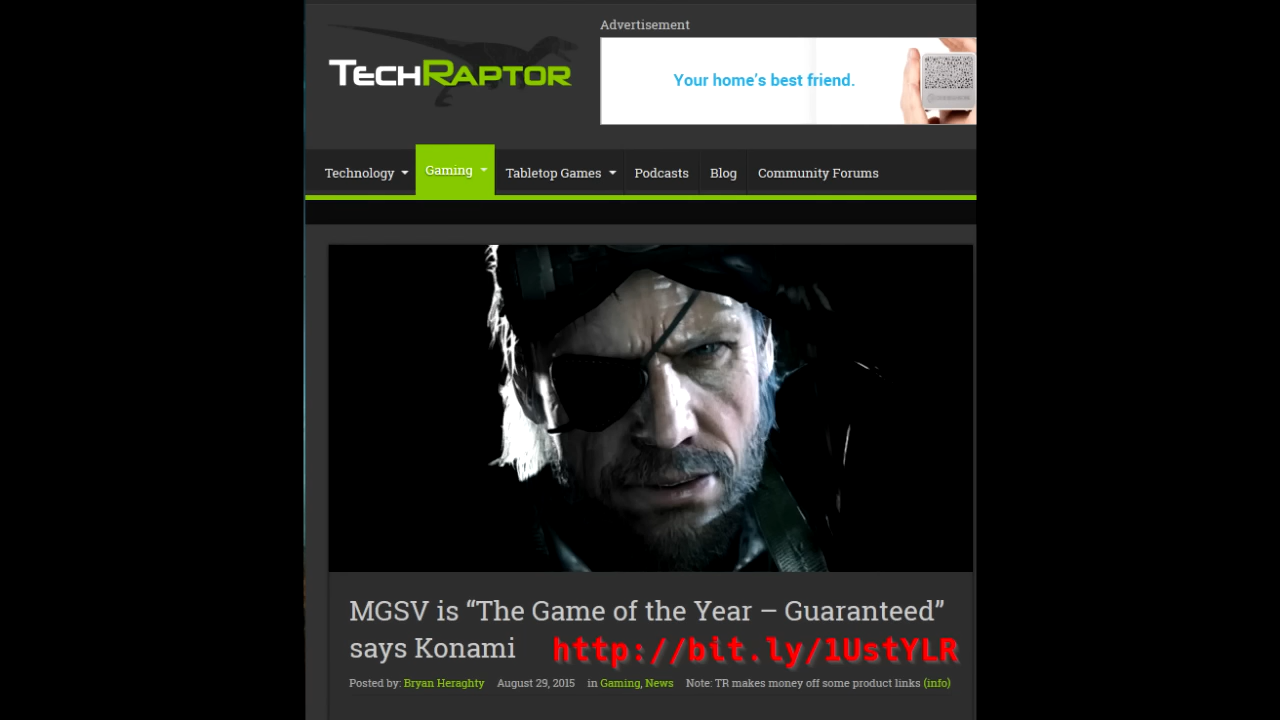 Advertisement
TECHRAPTOR
Your home's best friend.
Technology Gaming Tabletop Games Podcasts Blog Community Forums
MGSV is “The Game of the Year – Guaranteed”
says Konami http://bit.ly/1UstYLR
Posted by: Bryan Heraghty August 29, 2015 in Gaming, News Note: TR makes money off some product links (info)